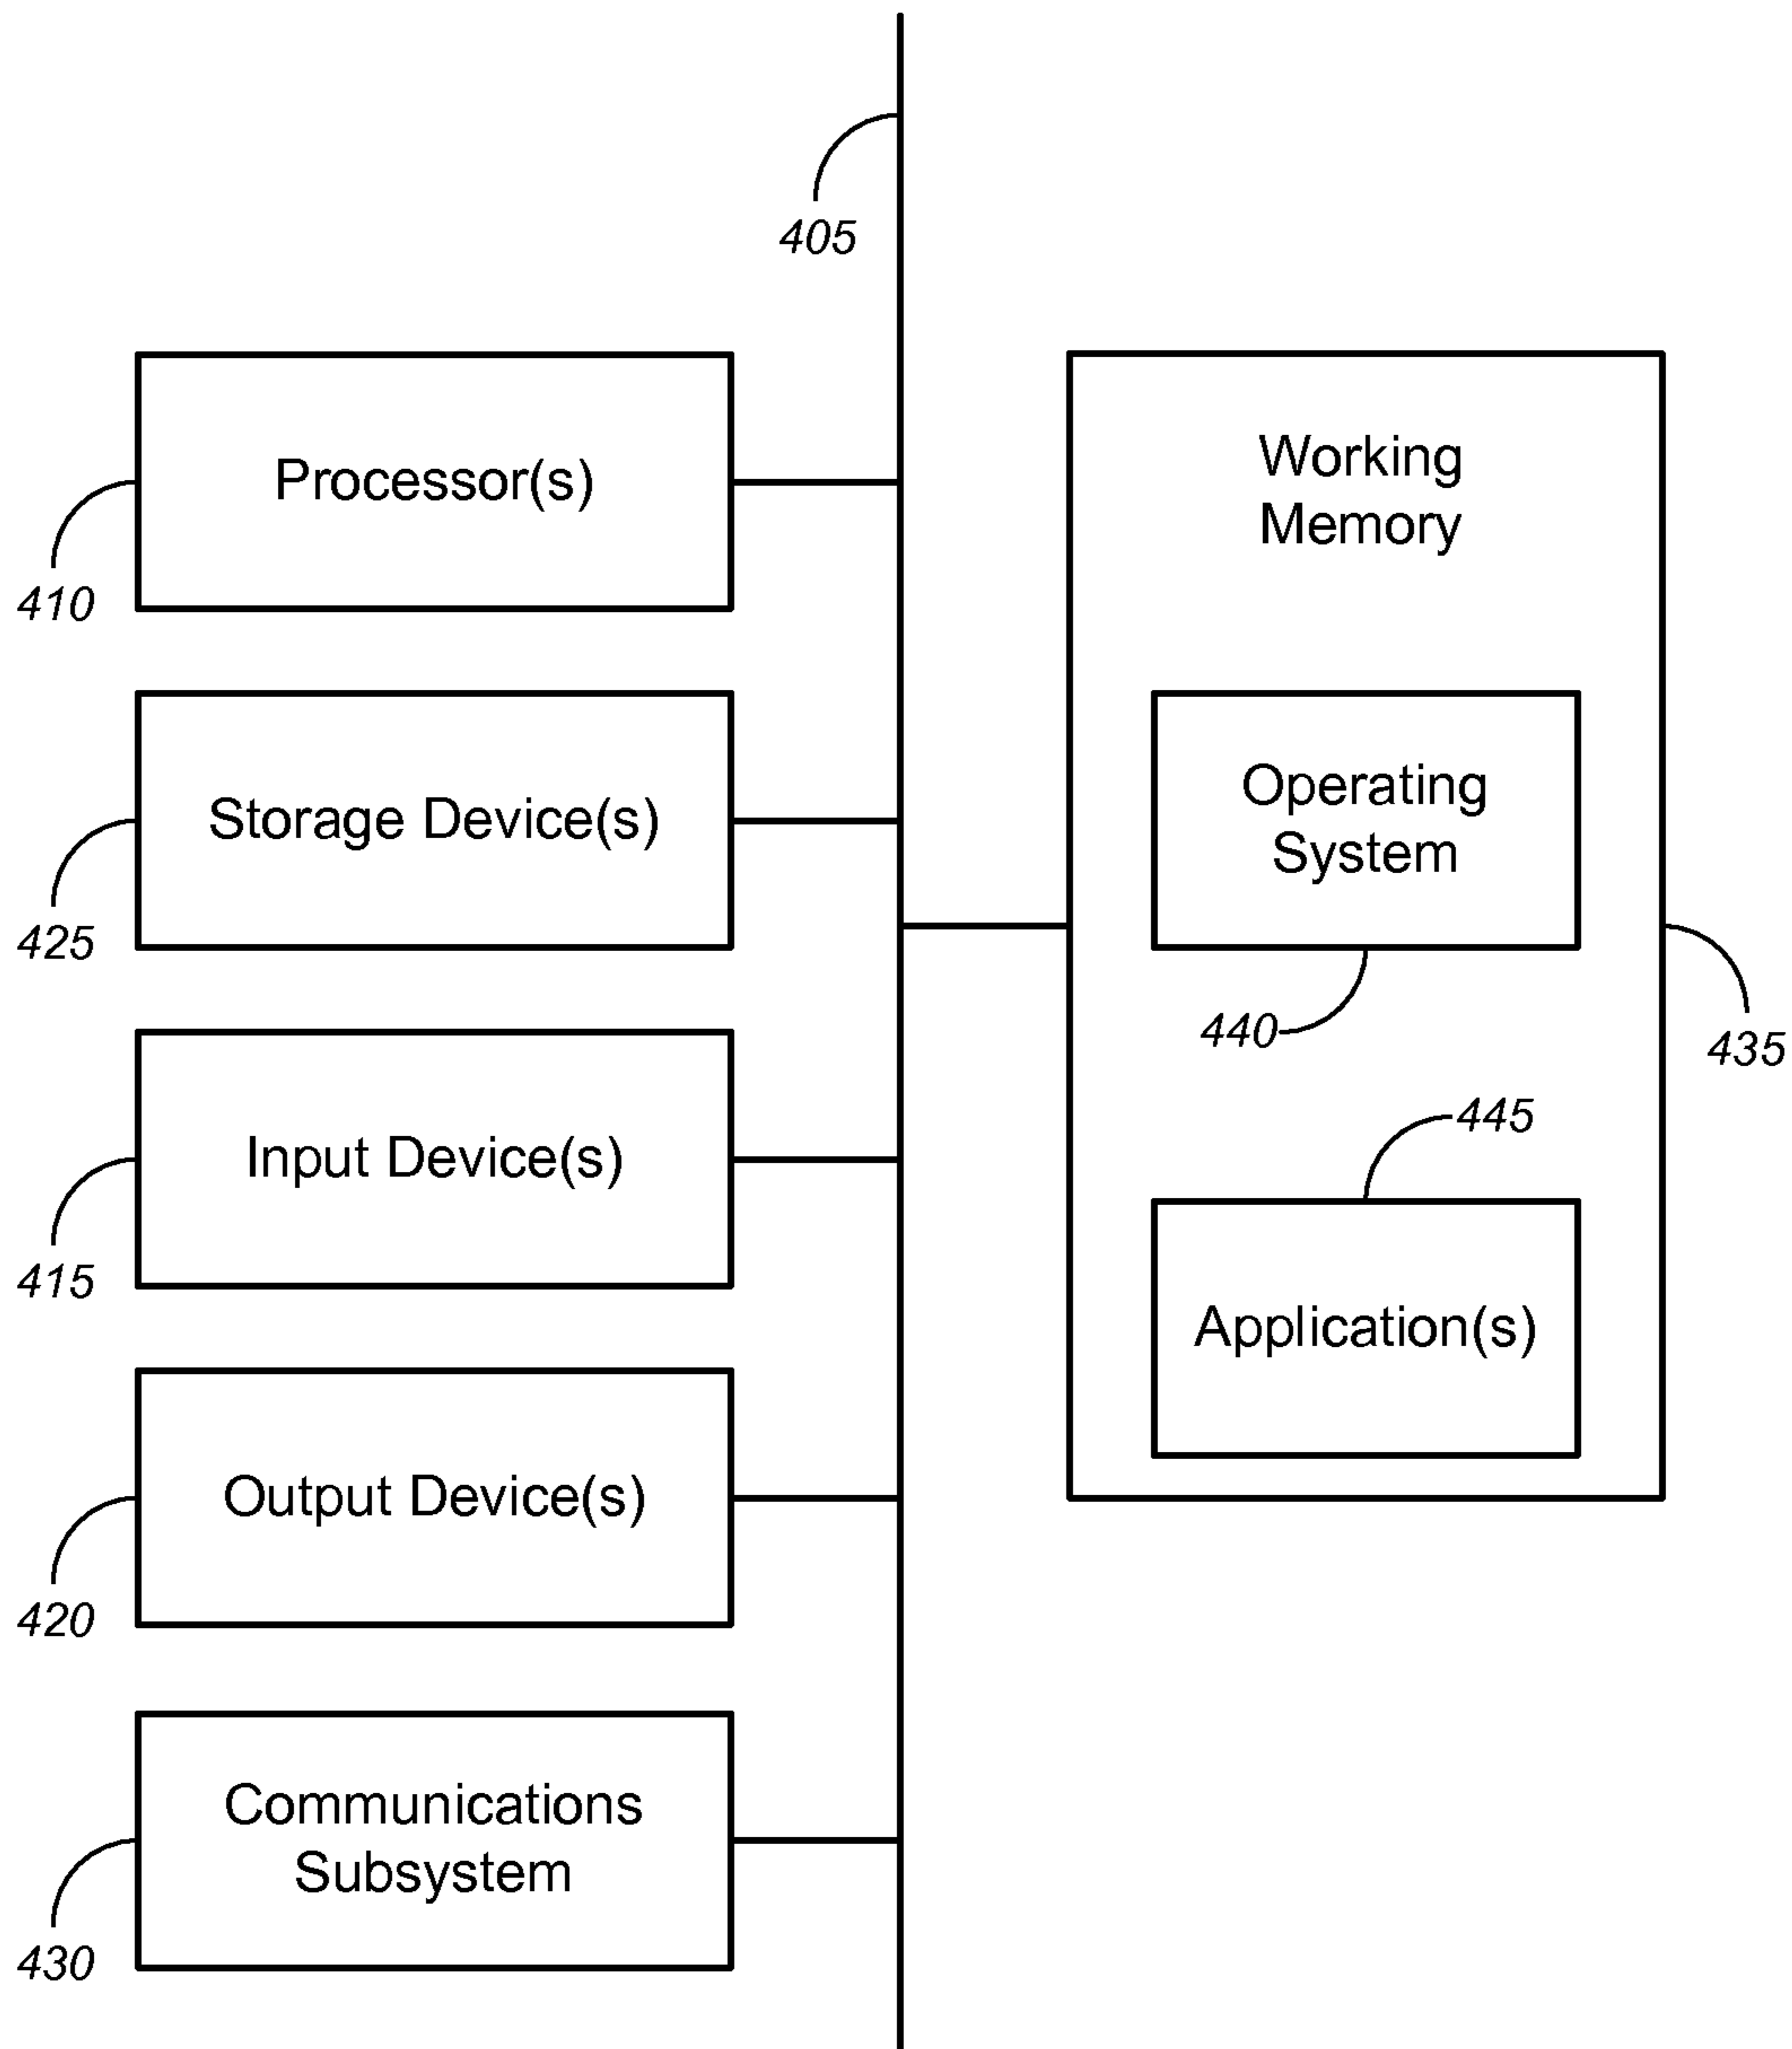 405
Processor(s)
410
Storage Device(s)
425
Input Device(s)
415
Output Device(s)
420
Communications
Subsystem
430
Working
Memory
Operating
System
440
435
445
Application(s)